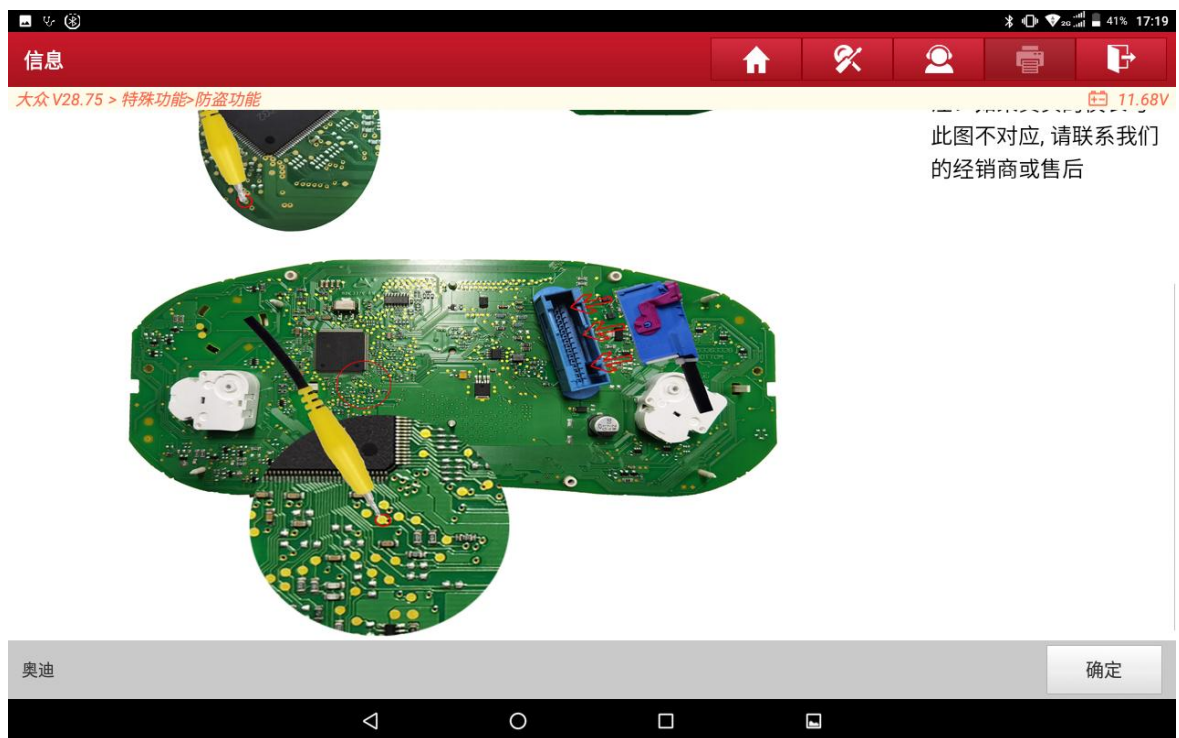 2G 41% 17:19
信息
大众 V28.75 > 特殊功能>防盗功能
11.68V
此图不对应, 请联系我们
的经销商或售后
奥迪
确定